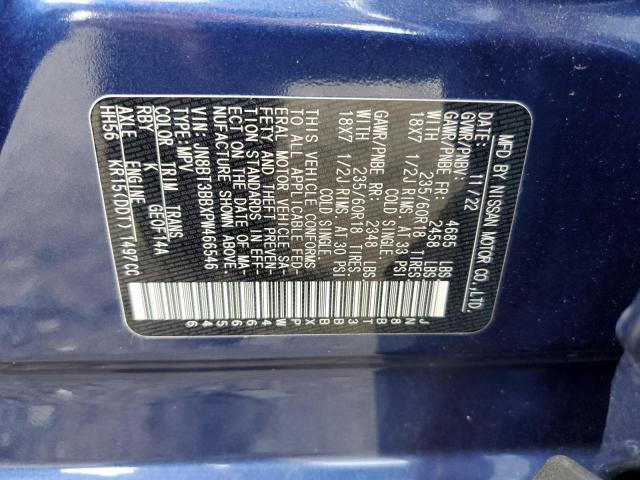 MFD BY NISSAN MOTOR CO.,LTD.
DATE: 11/22
GVWR/PNBV: 4685 LBS
GAWR/PNBE FR: 2458 LBS
WITH 235/60R18 TIRES
18X7 1/2J RIMS, AT 33 PSI
COLD SINGLE.
GAWR/PNBE RR: 2348 LBS
WITH 235/60R18 TIRES
18X7 1/2J RIMS, AT 30 PSI
COLD SINGLE.
THIS VEHICLE CONFORMS
TO ALL APPLICABLE FED-
ERAL MOTOR VEHICLE SAF-
ETY AND THEFT PREVEN-
TION STANDARDS IN EFF-
ECT ON THE DATE OF MA-
NUFACTURE SHOWN ABOVE.
VIN: JN8BT3BBXPW466546
TYPE:MPV
COLOR TRIM TRANS
RBY K GE0F14A
AXLE ENGINE
HH56 KR15(DDT) 1497CC
JN8BT3BBXPW466546